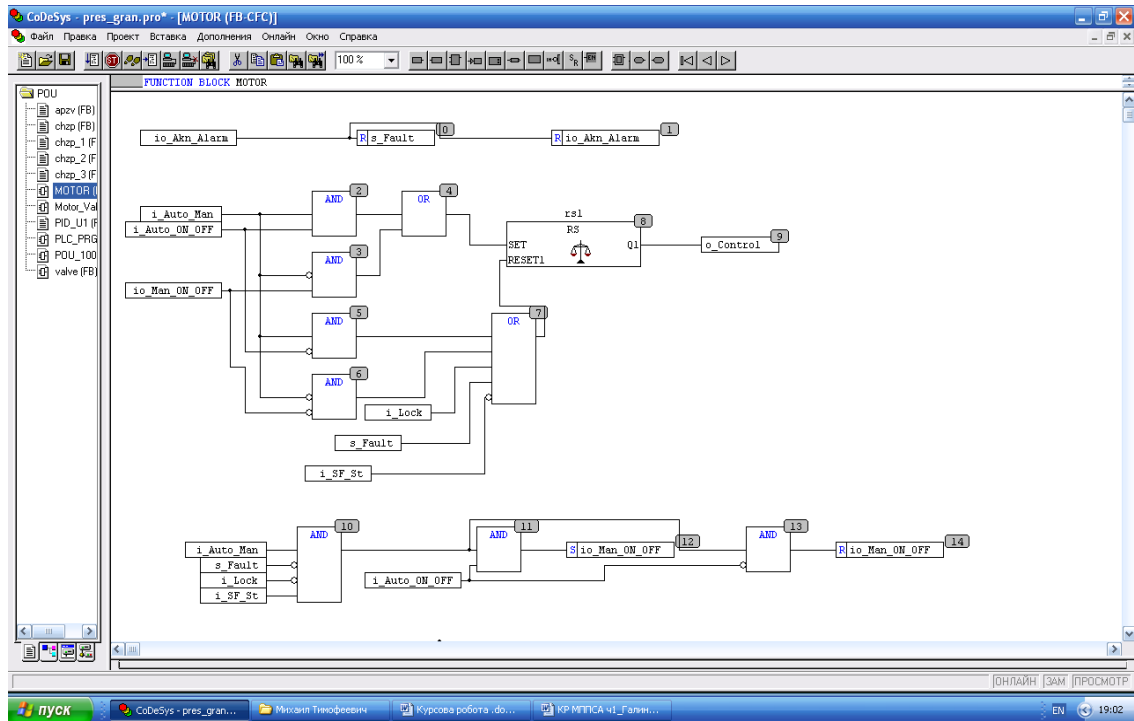 CoDeSys - pres_gran.pro* - [MOTOR (FB-CFC)]
Файл Правка Проект Вставка Дополнения Онлайн Окно Справка
100 %
S R EN
POU
apzv (FB)
chzp (FB)
chzp_1 (F
chzp_2 (F
chzp_3 (F
MOTOR (
Motor_Val
PID_U1 (F
PLC_PRG
POU_100
valve (FB)
FUNCTION BLOCK MOTOR
io_Akn_Alarm R s_Fault 0 R io_Akn_Alarm 1
AND 2 OR 4
i_Auto_Man
i_Auto_ON_OFF
rs1
RS 8
SET Q1
RESET1
o_Control 9
AND 3
io_Man_ON_OFF
AND 5
OR 7
AND 6
i_Lock
s_Fault
i_SF_St
AND 10 AND 11 AND 13
i_Auto_Man
s_Fault
i_Lock
i_SF_St
S io_Man_ON_OFF 12
R io_Man_ON_OFF 14
i_Auto_ON_OFF
ОНЛАЙН ЗАМ ПРОСМОТР
пуск CoDeSys - pres_gran... Михаил Тимофеевич Курсова робота .do... КР МППСА ч1_Галин... EN 19:02